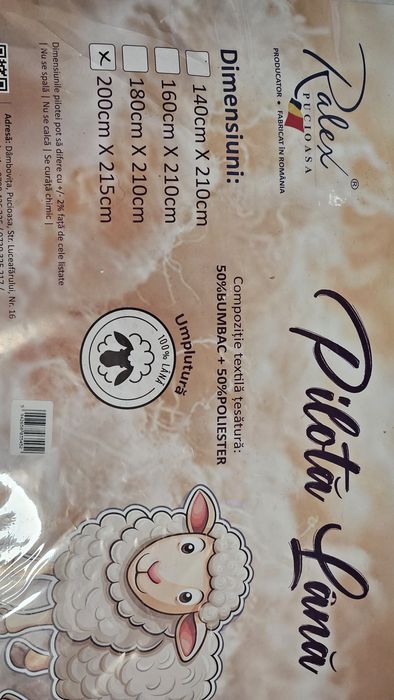 Ralex ®
PUCIOASA
PRODUCATOR • FABRICAT ÎN ROMÂNIA
Pilotă Lână
Dimensiuni:
140cm X 210cm
160cm X 210cm
180cm X 210cm
X 200cm X 215cm
Compoziție textilă țesătură:
50%BUMBAC + 50%POLIESTER
Umplutură
100% LÂNĂ
Dimensiunile pilotei pot să difere cu +/- 2% față de cele listate
| Nu se spală | Nu se calcă | Se curăță chimic |
Adresă: Dâmbovița, Pucioasa, Str. Luceafărului, Nr. 16